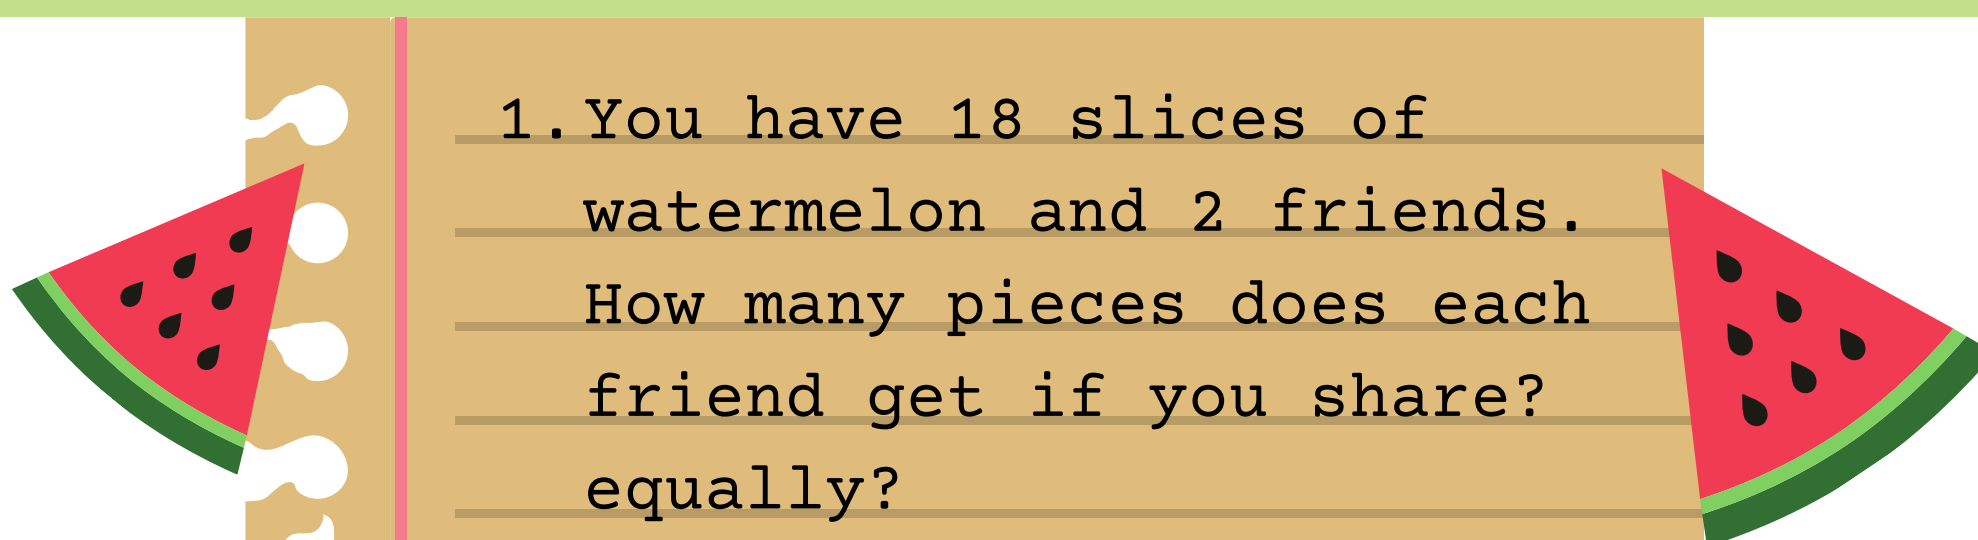 1. You have 18 slices of
watermelon and 2 friends.
How many pieces does each
friend get if you share?
equally?